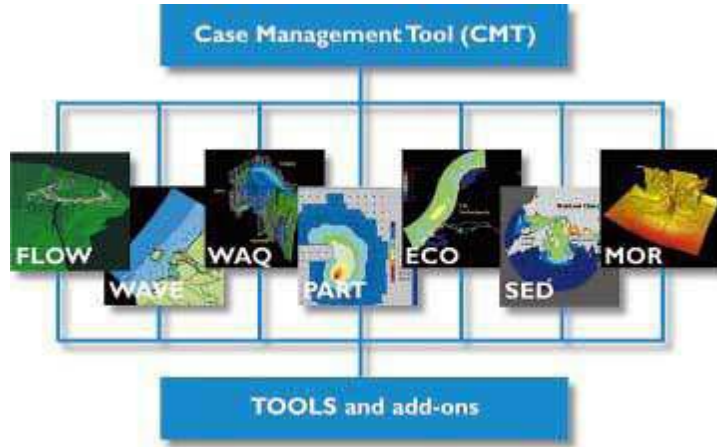 Case Management Tool (CMT)
FLOW
WAVE
WAQ
PART
ECO
SED
MOR
TOOLS and add-ons